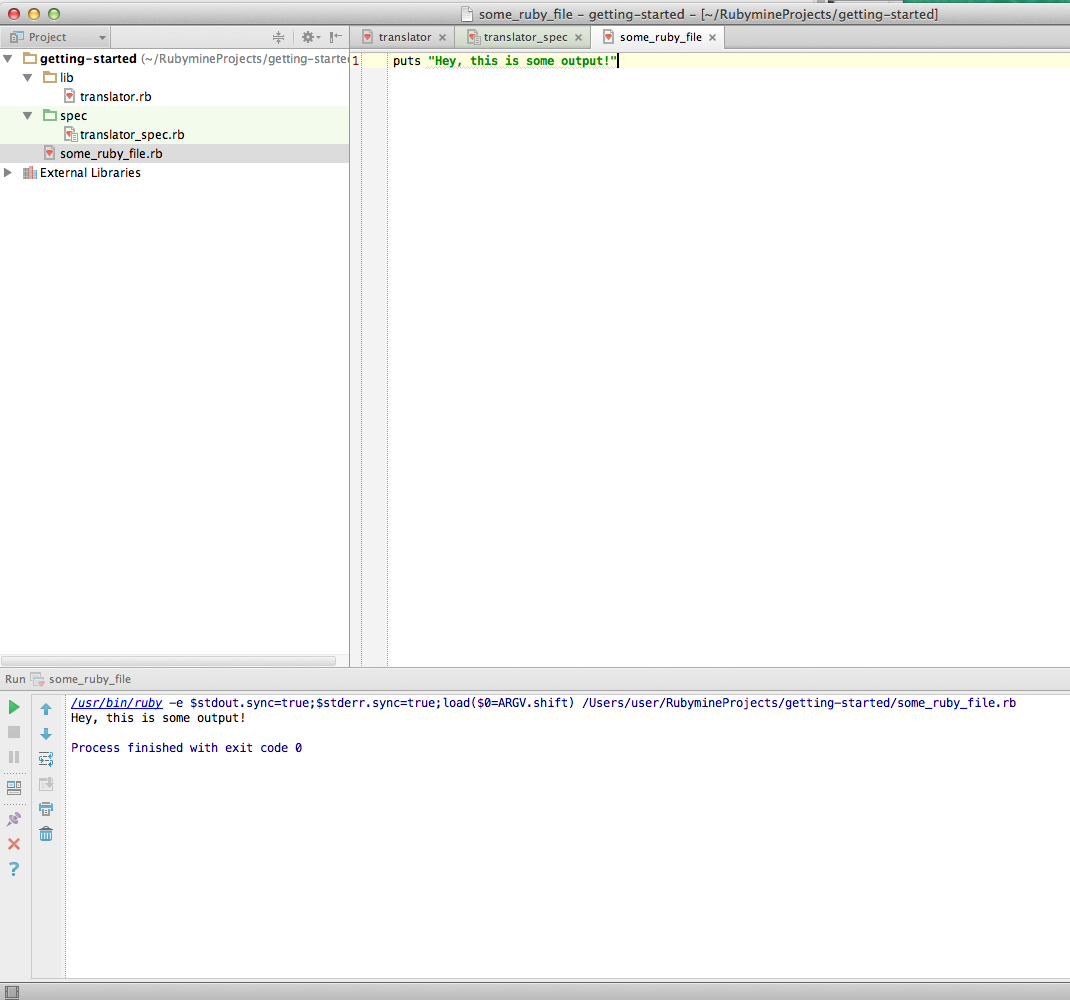 some_ruby_file – getting-started – [~/RubymineProjects/getting-started]
Project
translator
translator_spec
some_ruby_file
getting-started (~/RubymineProjects/getting-started
lib
translator.rb
spec
translator_spec.rb
some_ruby_file.rb
External Libraries
1 puts "Hey, this is some output!"
Run some_ruby_file
/usr/bin/ruby -e $stdout.sync=true;$stderr.sync=true;load($0=ARGV.shift) /Users/user/RubymineProjects/getting-started/some_ruby_file.rb
Hey, this is some output!
Process finished with exit code 0